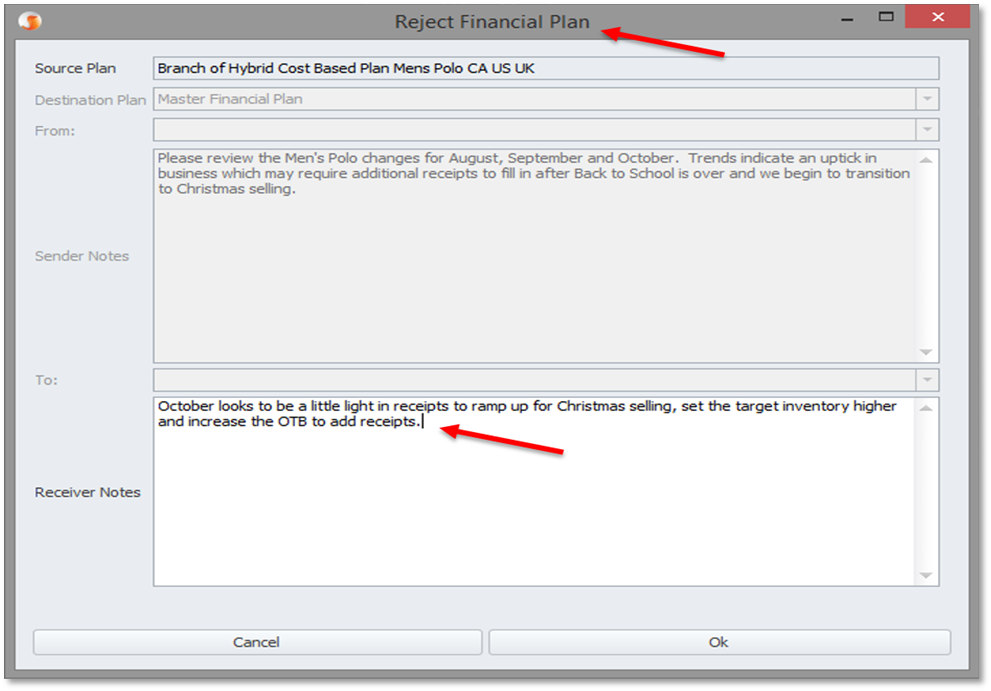 Reject Financial Plan
Source Plan
Branch of Hybrid Cost Based Plan Mens Polo CA US UK
Destination Plan
Master Financial Plan
From:
Please review the Men's Polo changes for August, September and October.  Trends indicate an uptick in
business which may require additional receipts to fill in after Back to School is over and we begin to transition
to Christmas selling.
Sender Notes
To:
October looks to be a little light in receipts to ramp up for Christmas selling, set the target inventory higher
and increase the OTB to add receipts.
Receiver Notes
Cancel
Ok